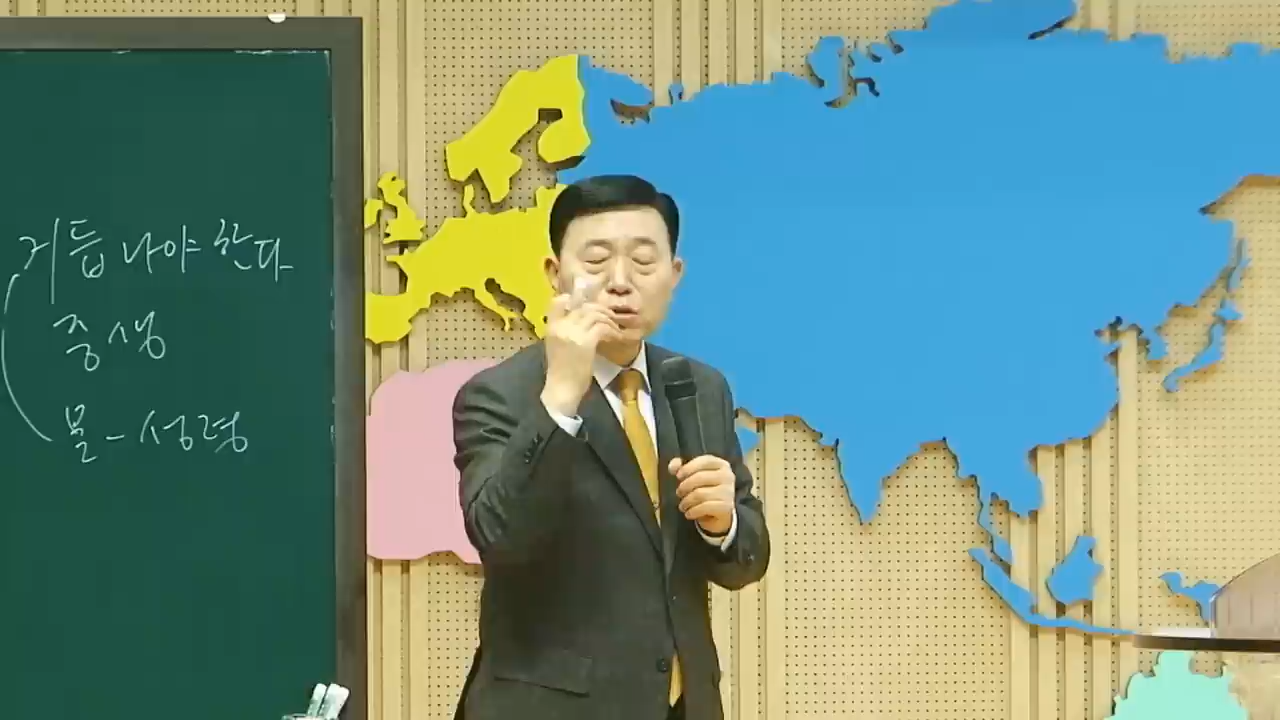 거듭 나야 한다
중생
물-성령